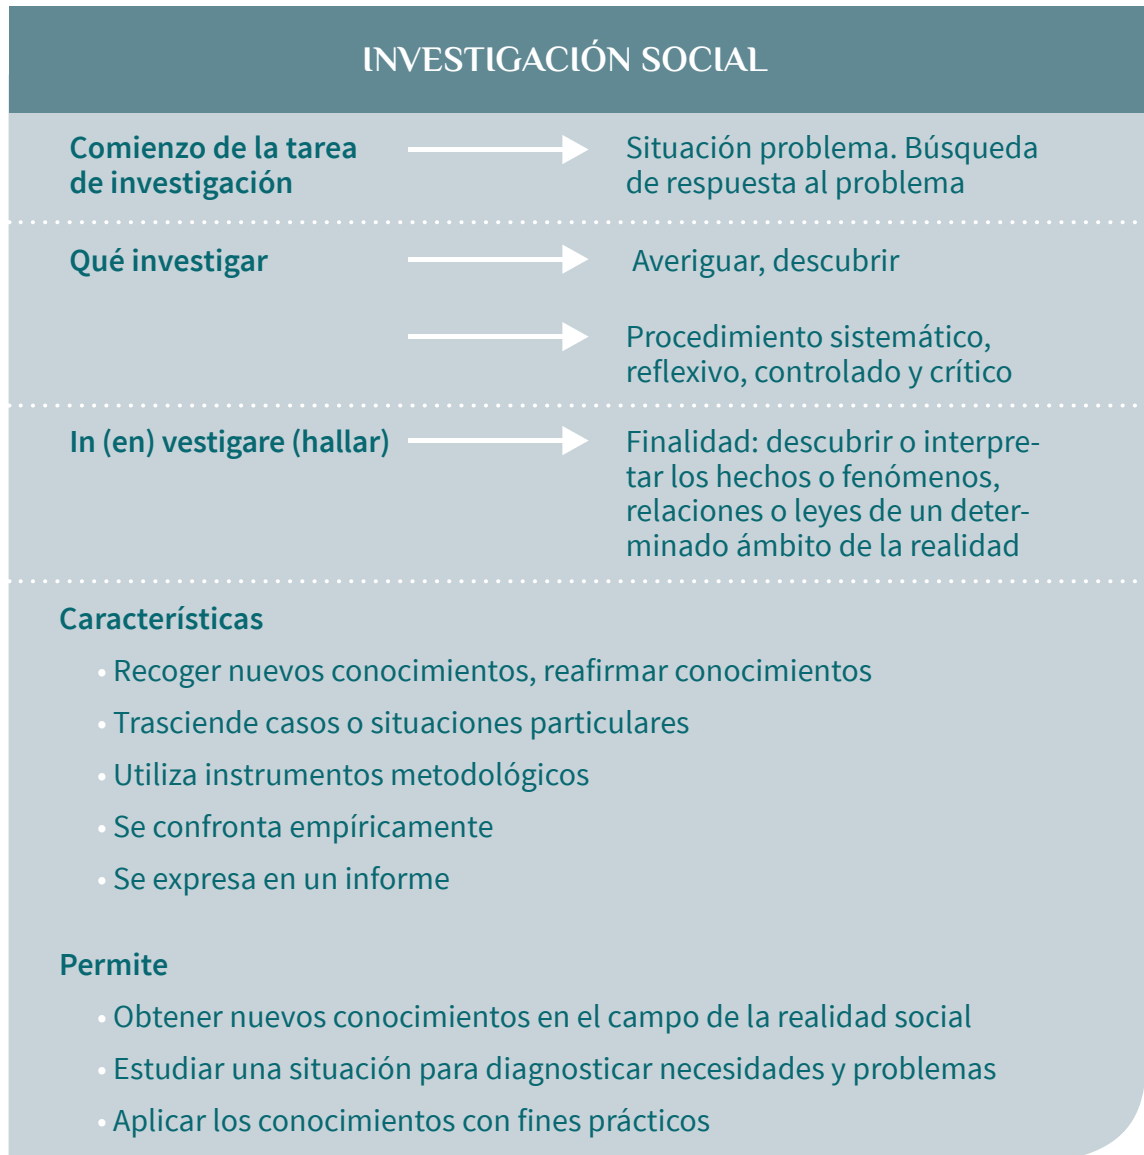 INVESTIGACIÓN SOCIAL
Comienzo de la tarea
de investigación
Situación problema. Búsqueda
de respuesta al problema
Qué investigar
Averiguar, descubrir
Procedimiento sistemático,
reflexivo, controlado y crítico
In (en) vestigare (hallar)
Finalidad: descubrir o interpre-
tar los hechos o fenómenos,
relaciones o leyes de un deter-
minado ámbito de la realidad
Características
• Recoger nuevos conocimientos, reafirmar conocimientos
• Trasciende casos o situaciones particulares
• Utiliza instrumentos metodológicos
• Se confronta empíricamente
• Se expresa en un informe
Permite
• Obtener nuevos conocimientos en el campo de la realidad social
• Estudiar una situación para diagnosticar necesidades y problemas
• Aplicar los conocimientos con fines prácticos